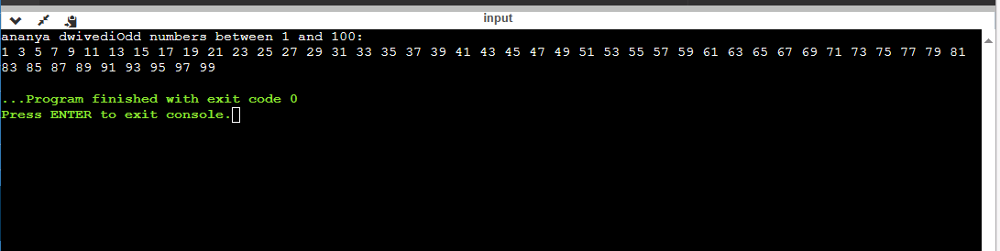 input
ananya dwivediOdd numbers between 1 and 100:
1 3 5 7 9 11 13 15 17 19 21 23 25 27 29 31 33 35 37 39 41 43 45 47 49 51 53 55 57 59 61 63 65 67 69 71 73 75 77 79 81
83 85 87 89 91 93 95 97 99
...Program finished with exit code 0
Press ENTER to exit console.